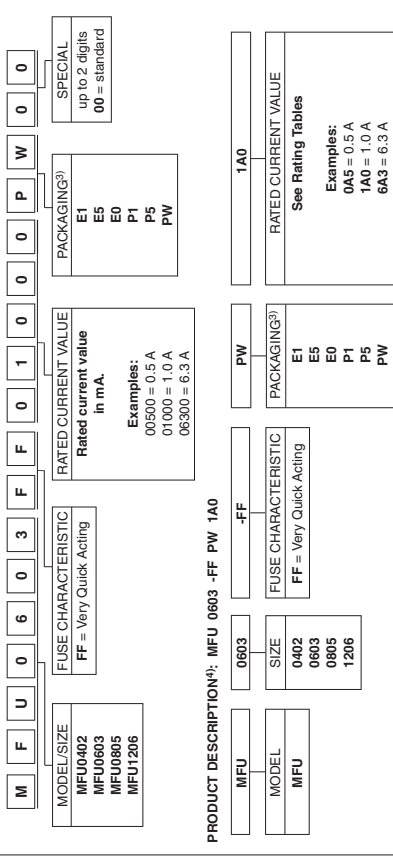 M F U 0 6 0 3 F F 0 1 0 0 0 P W 0 0
MODEL/SIZE
MFU0402
MFU0603
MFU0805
MFU1206
FUSE CHARACTERISTIC
FF = Very Quick Acting
RATED CURRENT VALUE
Rated current value
in mA.
Examples:
00500 = 0.5 A
01000 = 1.0 A
06300 = 6.3 A
PACKAGING3)
E1
E5
E0
P1
P5
PW
SPECIAL
up to 2 digits
00 = standard
PRODUCT DESCRIPTION4): MFU 0603 -FF PW 1A0
MFU
MODEL
MFU
0603
SIZE
0402
0603
0805
1206
-FF
FUSE CHARACTERISTIC
FF = Very Quick Acting
PW
PACKAGING3)
E1
E5
E0
P1
P5
PW
1A0
RATED CURRENT VALUE
See Rating Tables
Examples:
0A5 = 0.5 A
1A0 = 1.0 A
6A3 = 6.3 A